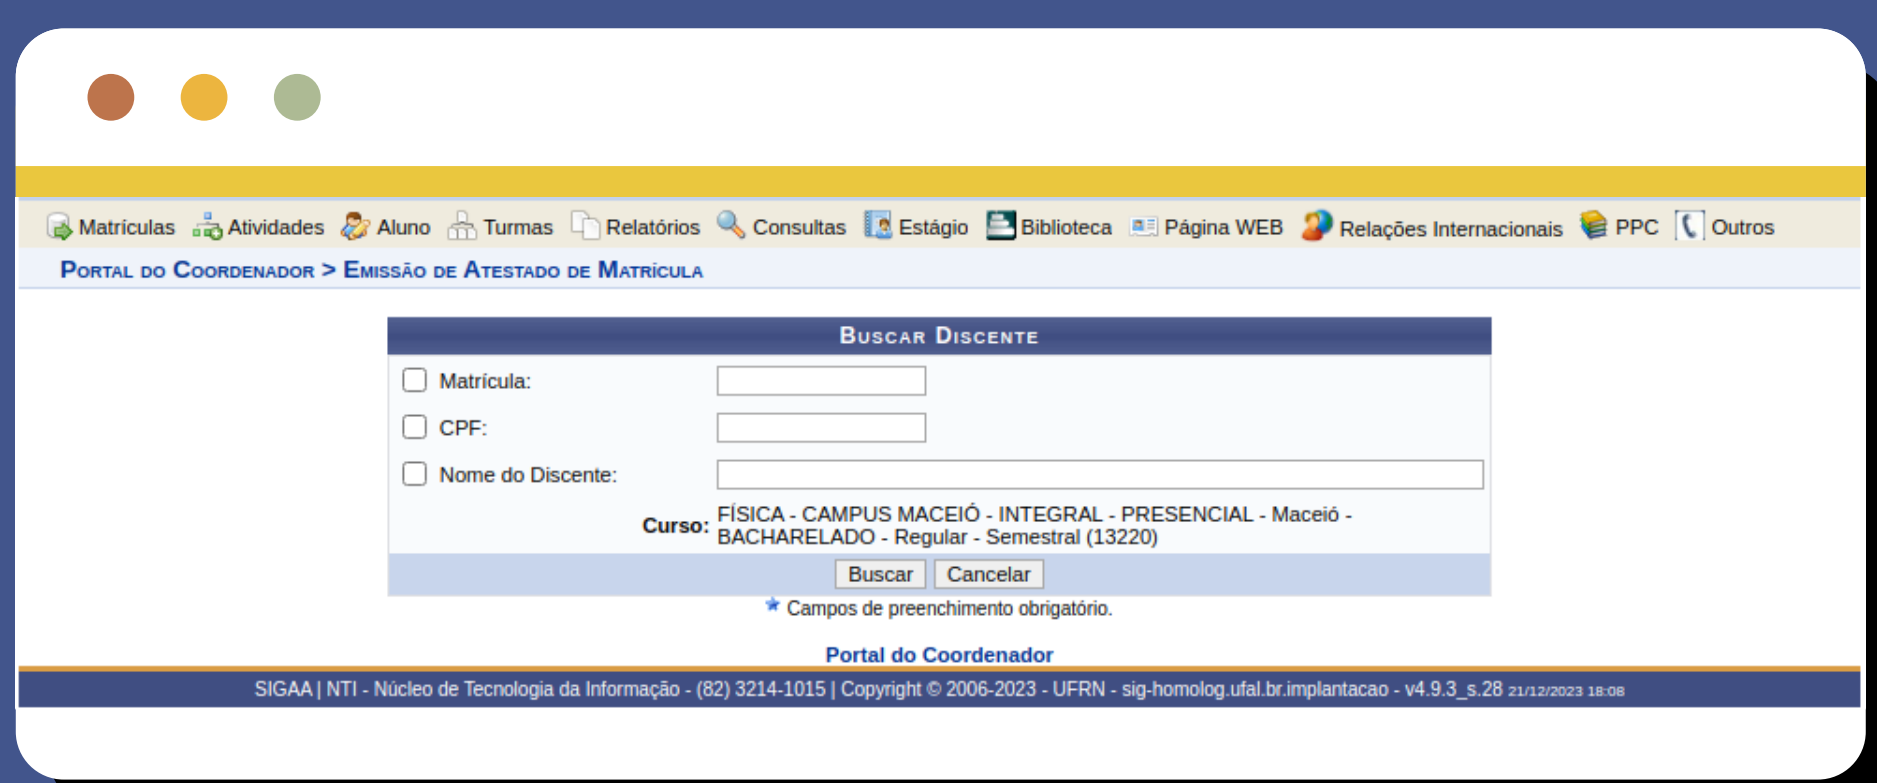 Matrículas Atividades Aluno Turmas Relatórios Consultas Estágio Biblioteca Página WEB Relações Internacionais PPC Outros
Portal do Coordenador > Emissão de Atestado de Matrícula
Buscar Discente
Matrícula:
CPF:
Nome do Discente:
Curso: FÍSICA - CAMPUS MACEIÓ - INTEGRAL - PRESENCIAL - Maceió -
BACHARELADO - Regular - Semestral (13220)
Buscar Cancelar
Campos de preenchimento obrigatório.
Portal do Coordenador
SIGAA | NTI - Núcleo de Tecnologia da Informação - (82) 3214-1015 | Copyright © 2006-2023 - UFRN - sig-homolog.ufal.br.implantacao - v4.9.3_s.28 21/12/2023 18:08